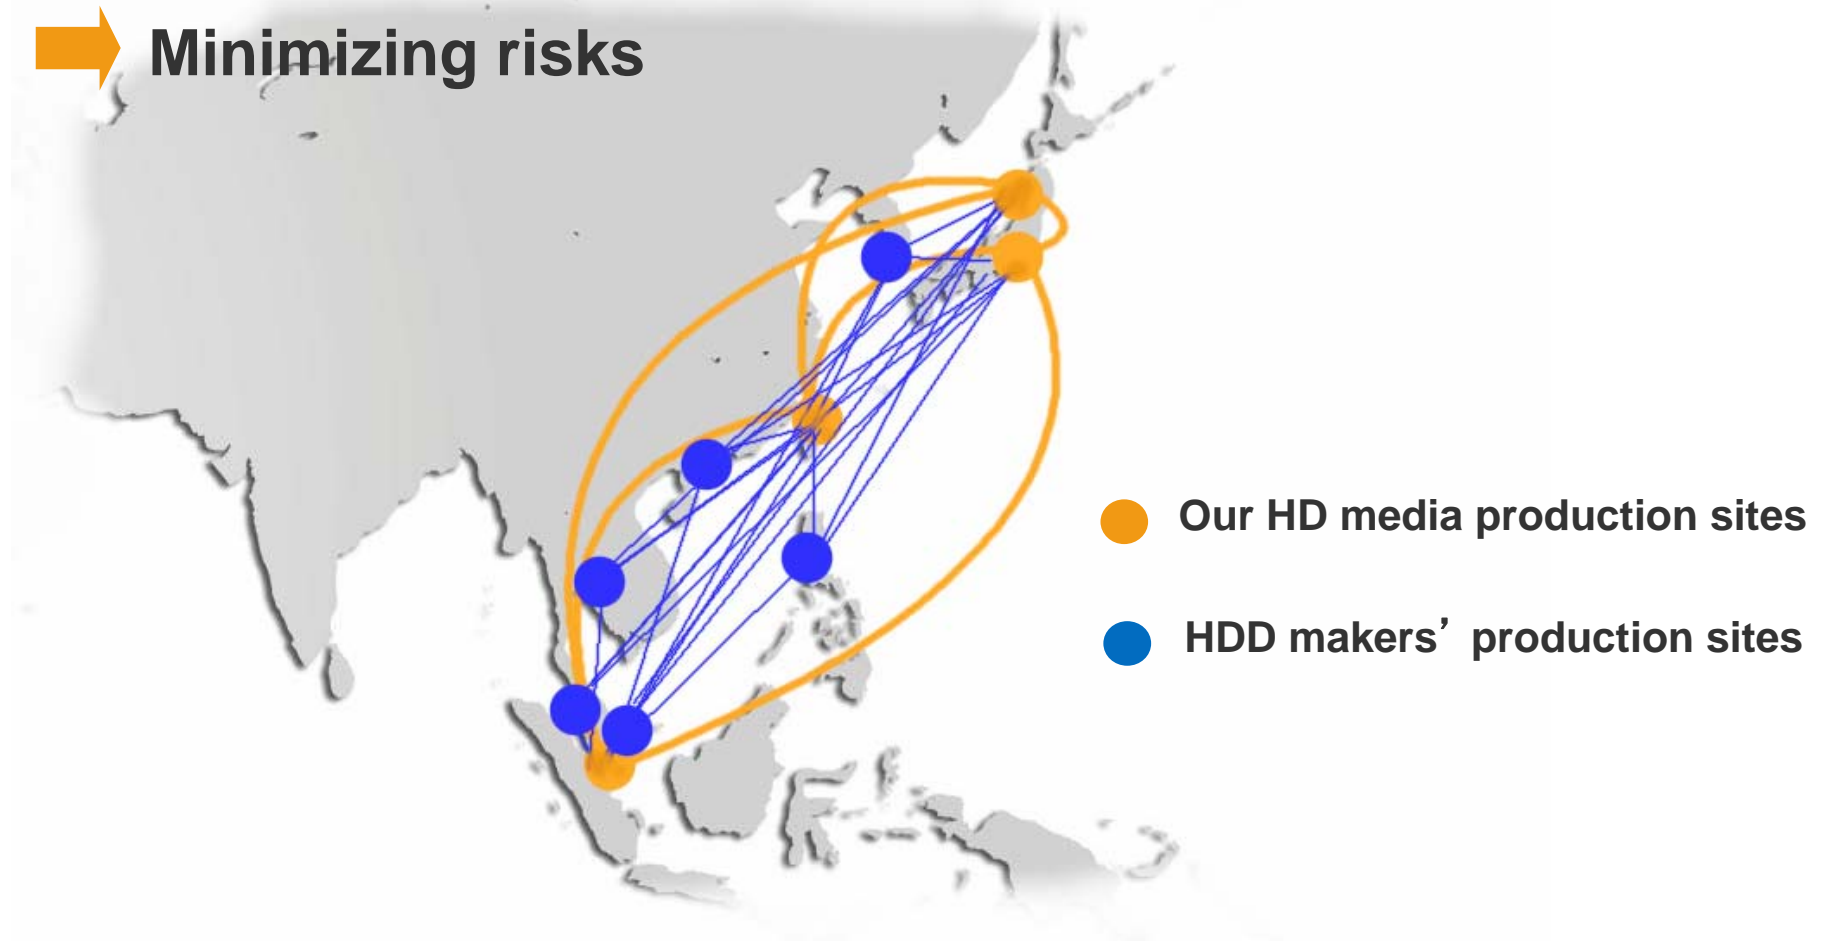 Minimizing risks
Our HD media production sites
HDD makers’ production sites